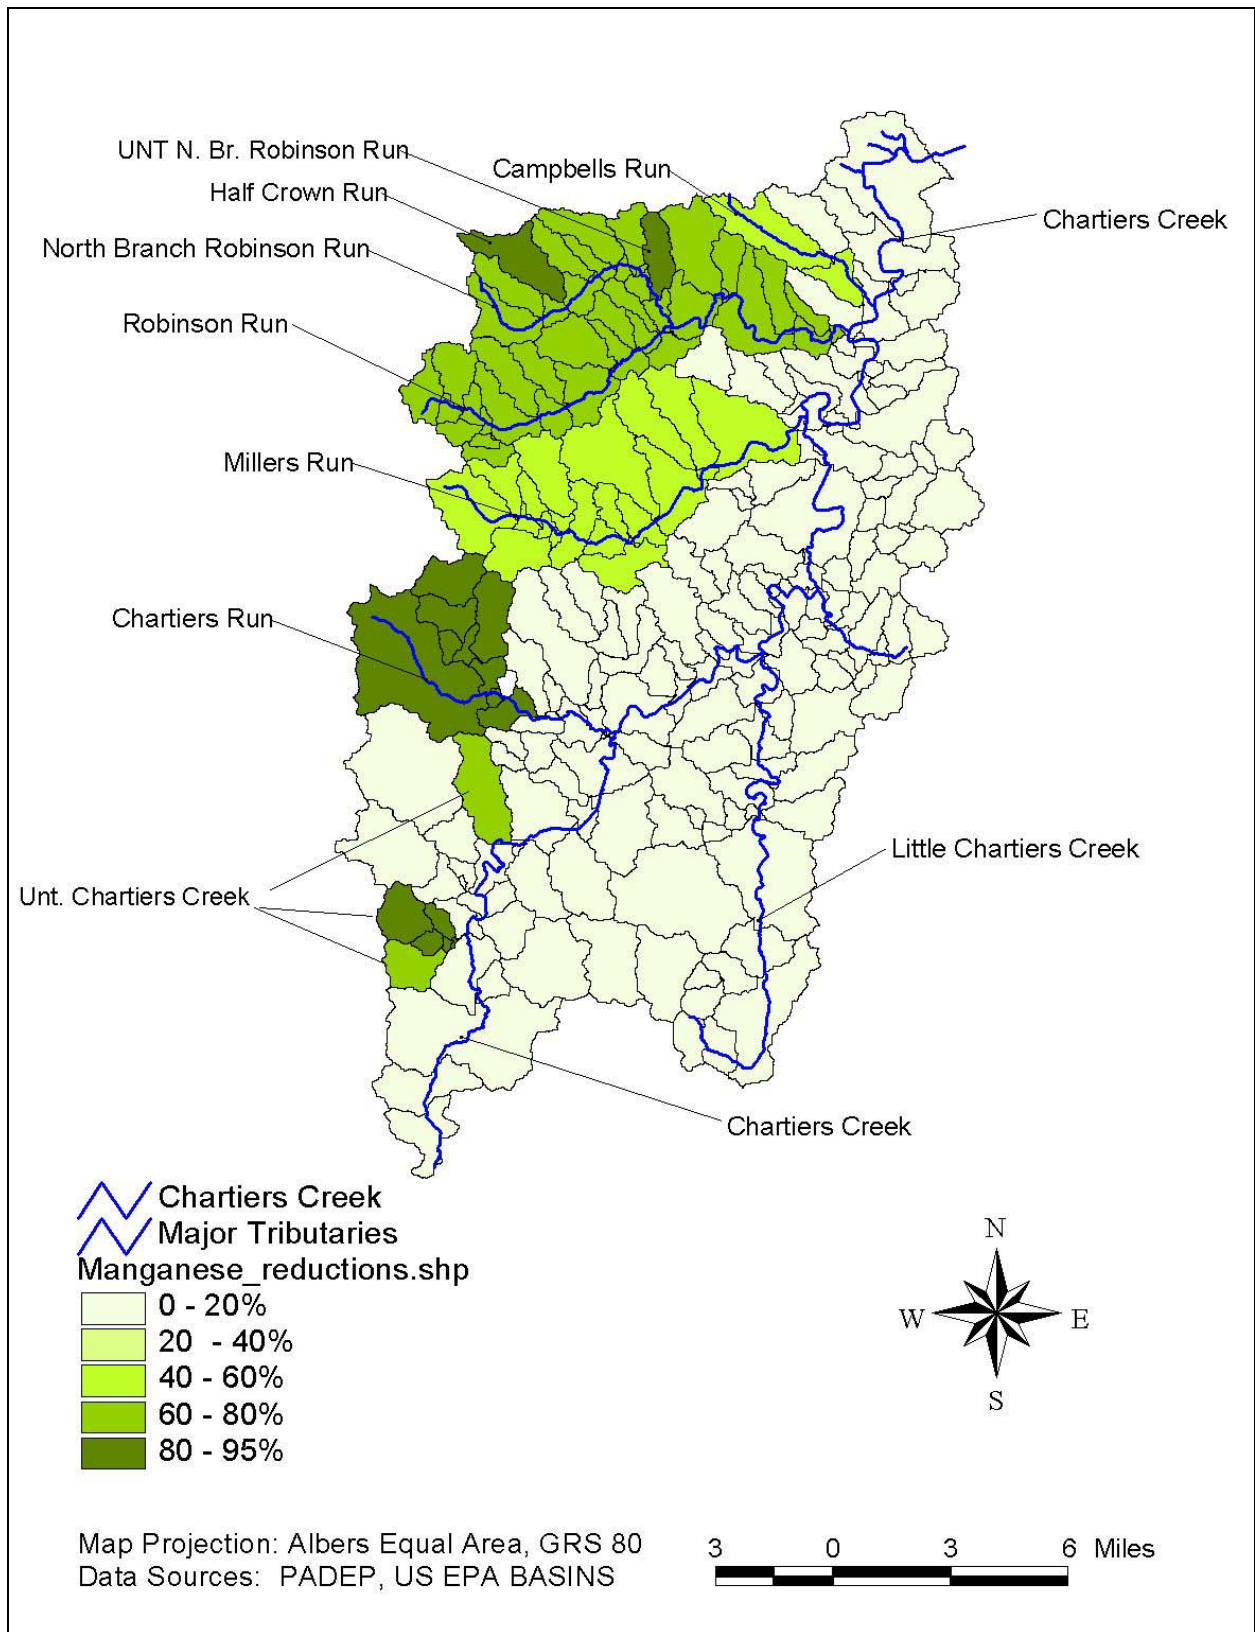 UNT N. Br. Robinson Run
Campbells Run
Half Crown Run
Chartiers Creek
North Branch Robinson Run
Robinson Run
Millers Run
Chartiers Run
Little Chartiers Creek
Unt. Chartiers Creek
Chartiers Creek
Chartiers Creek
Major Tributaries
Manganese_reductions.shp
0 - 20%
20 - 40%
40 - 60%
60 - 80%
80 - 95%
N
W E
S
Map Projection: Albers Equal Area, GRS 80
Data Sources: PADEP, US EPA BASINS
3 0 3 6 Miles